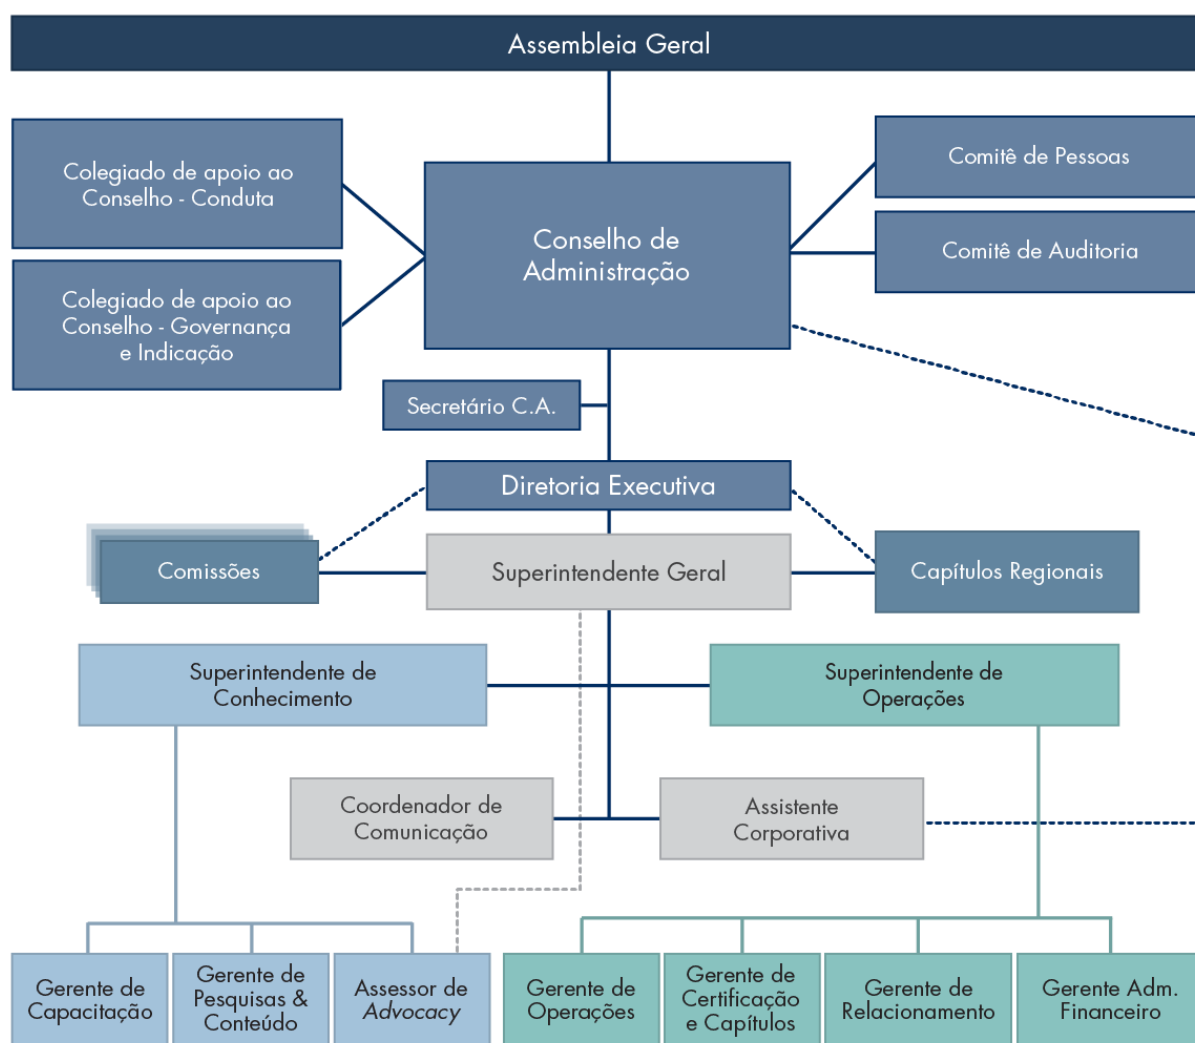 Assembleia Geral
Colegiado de apoio ao
Conselho - Conduta
Colegiado de apoio ao
Conselho - Governança
e Indicação
Conselho de
Administração
Comitê de Pessoas
Comitê de Auditoria
Secretário C.A.
Diretoria Executiva
Comissões
Superintendente Geral
Capítulos Regionais
Superintendente de
Conhecimento
Superintendente de
Operações
Coordenador de
Comunicação
Assistente
Corporativa
Gerente de
Capacitação
Gerente de
Pesquisas &
Conteúdo
Assessor de
Advocacy
Gerente de
Operações
Gerente de
Certificação
e Capítulos
Gerente de
Relacionamento
Gerente Adm.
Financeiro